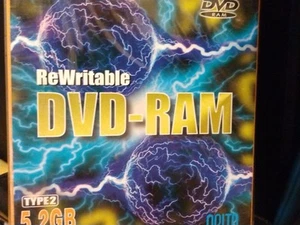 DVD
RAM
ReWritable
DVD-RAM
TYPE2
5.2GB